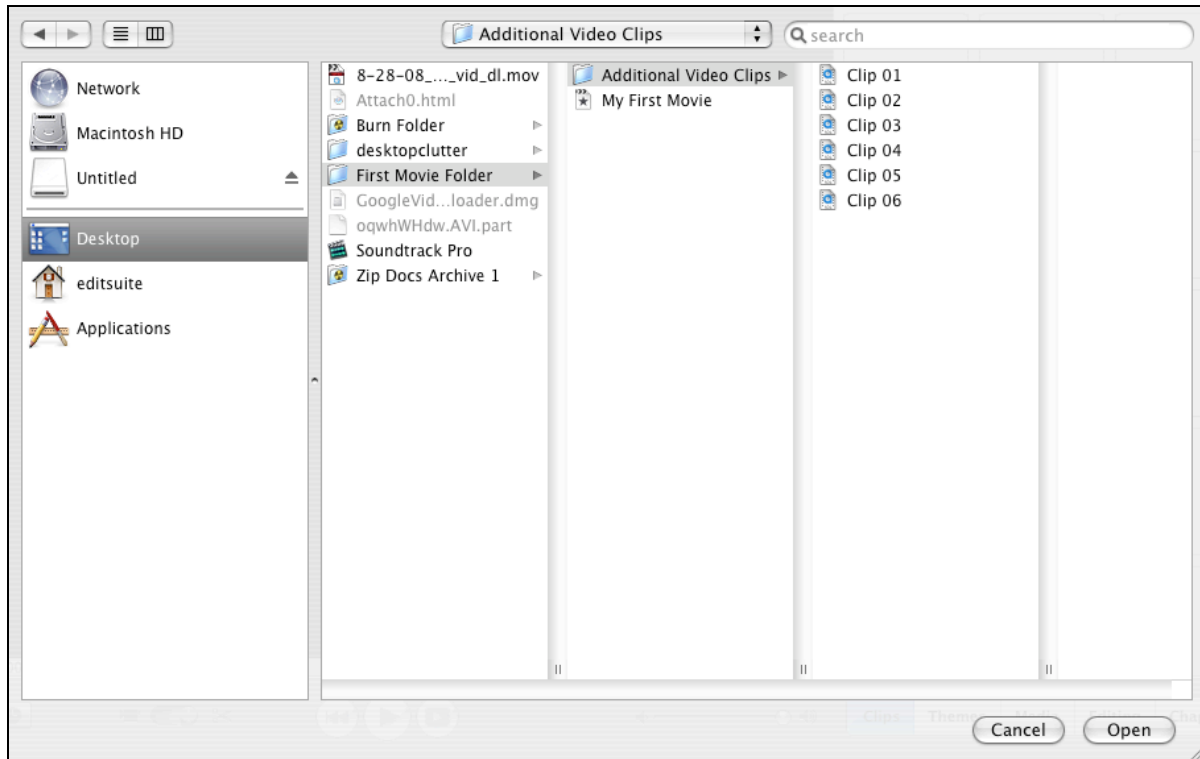 Additional Video Clips
search
Network
Macintosh HD
Untitled
Desktop
editsuite
Applications
8-28-08_..._vid_dl.mov
Attach0.html
Burn Folder
desktopclutter
First Movie Folder
GoogleVid...loader.dmg
oqwhWHdw.AVI.part
Soundtrack Pro
Zip Docs Archive 1
Additional Video Clips
My First Movie
Clip 01
Clip 02
Clip 03
Clip 04
Clip 05
Clip 06
Clips
Cancel
Open